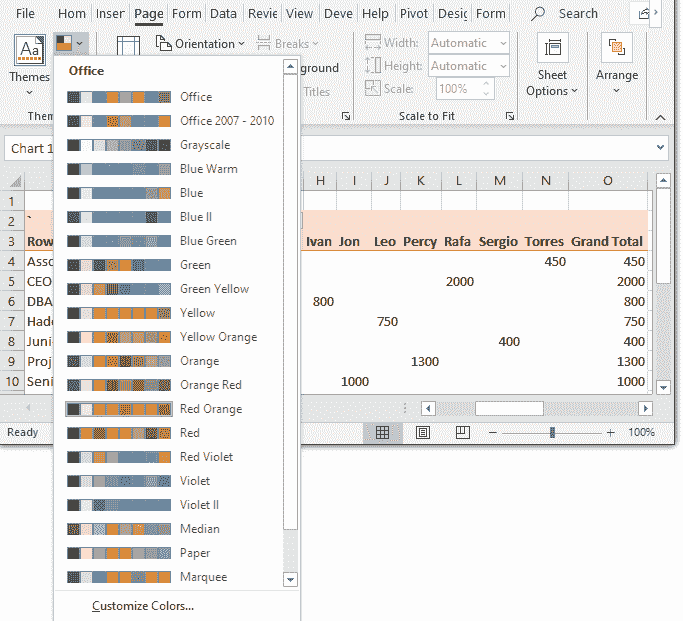 File Hom Inser Page Form Data Revie View Deve Help Pivot Desig Form Search
Themes
Orientation
Breaks
ground
Titles
Them
Width: Automatic
Height: Automatic
Scale: 100%
Scale to Fit
Sheet
Options
Arrange
Chart 1
H I J K L M N O
1
2 `
3 Row Ivan Jon Leo Percy Rafa Sergio Torres Grand Total
4 Asso 450 450
5 CEO 2000 2000
6 DBA 800 800
7 Had 750 750
8 Juni 400 400
9 Proj 1300 1300
10 Seni 1000 1000
Ready 100%
Office
Office
Office 2007 - 2010
Grayscale
Blue Warm
Blue
Blue II
Blue Green
Green
Green Yellow
Yellow
Yellow Orange
Orange
Orange Red
Red Orange
Red
Red Violet
Violet
Violet II
Median
Paper
Marquee
Customize Colors...